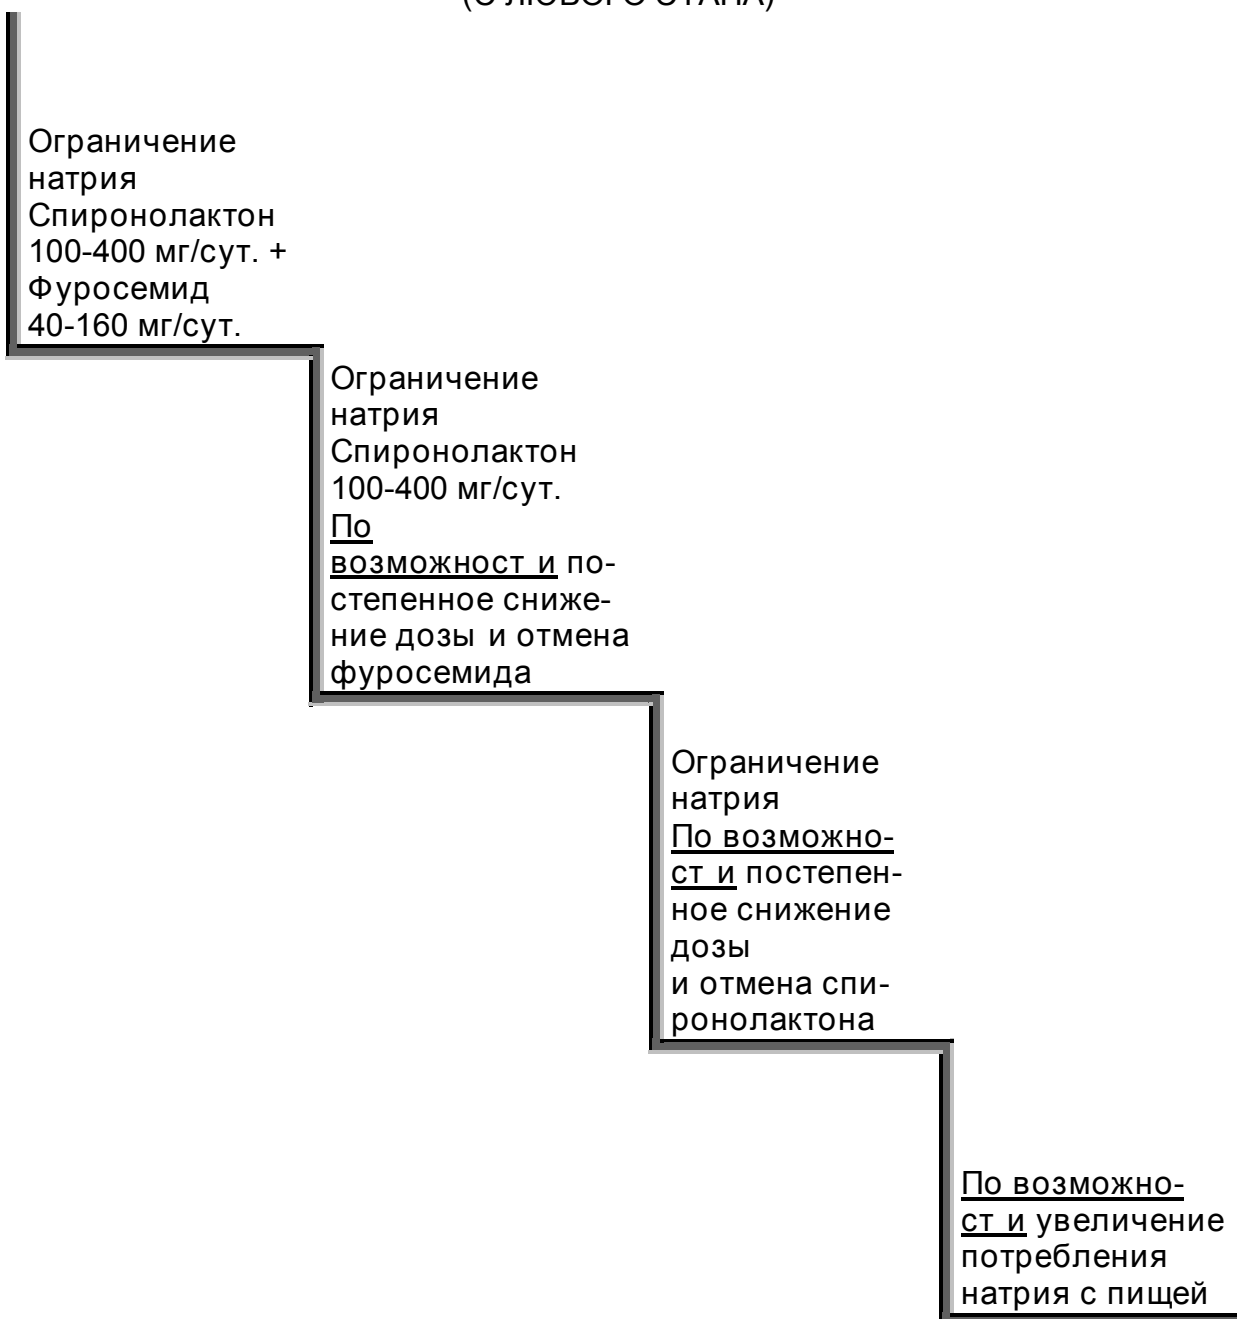 (С ЛЮБОГО ЭТАПА)
Ограничение
натрия
Спиронолактон
100-400 мг/сут. +
Фуросемид
40-160 мг/сут.
Ограничение
натрия
Спиронолактон
100-400 мг/сут.
По
возможност и по-
степенное сниже-
ние дозы и отмена
фуросемида
Ограничение
натрия
По возможно-
ст и постепен-
ное снижение
дозы
и отмена спи-
ронолактона
По возможно-
ст и увеличение
потребления
натрия с пищей